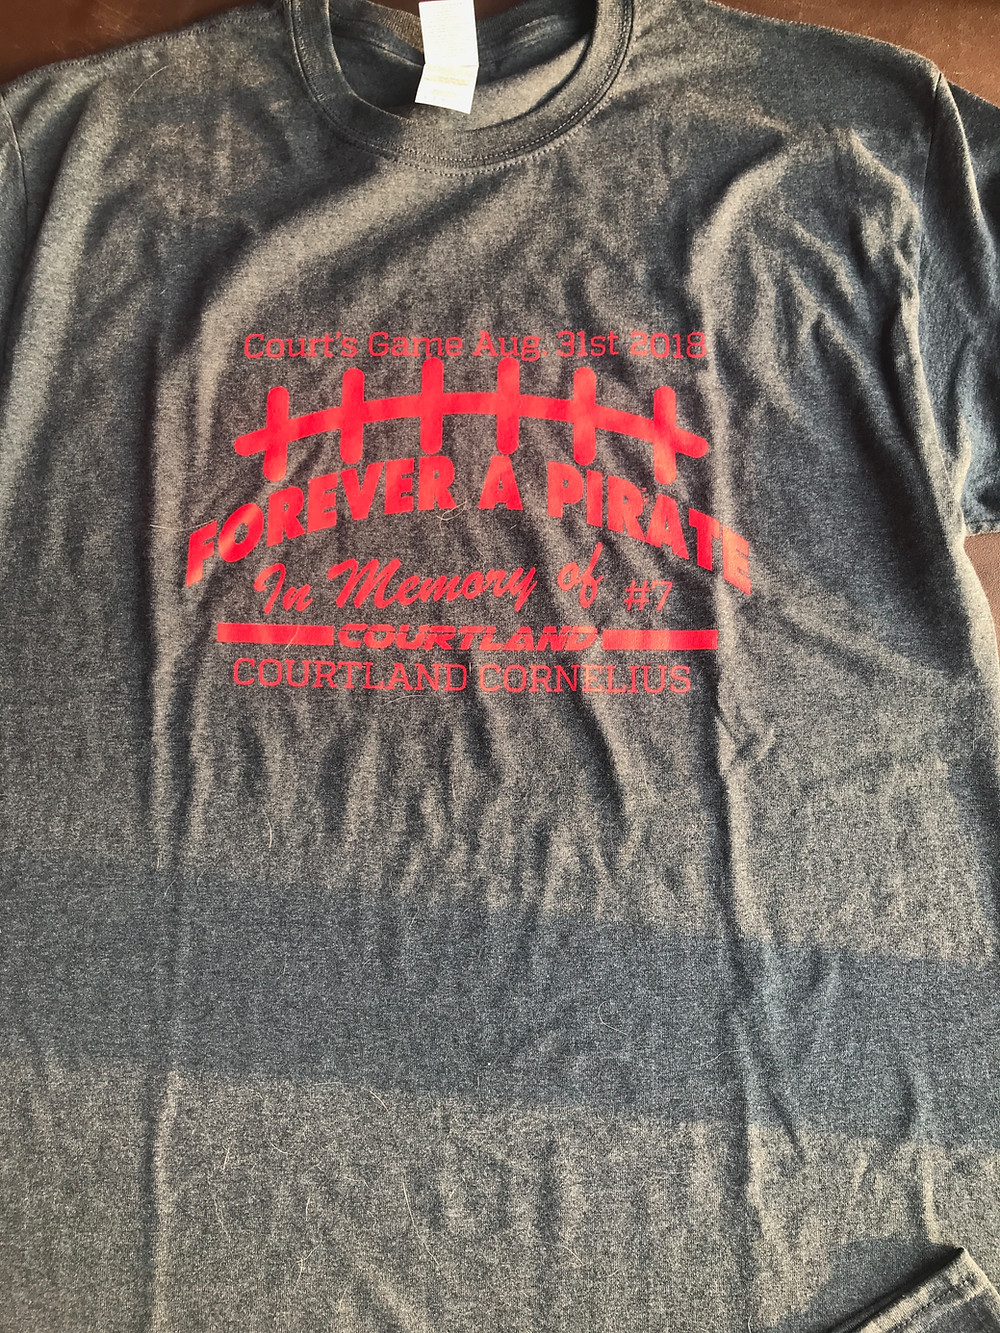 Court's Game Aug. 31st 2018
FOREVER A PIRATE
In Memory of #7
COURTLAND
COURTLAND CORNELIUS